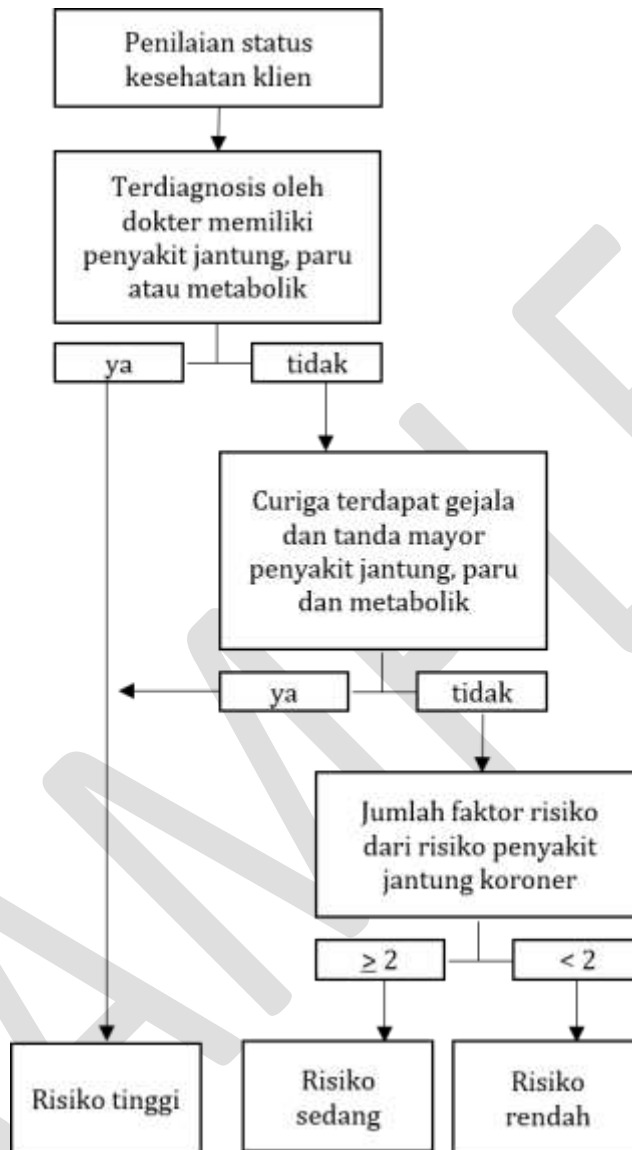 Penilaian status
kesehatan klien
Terdiagnosis oleh
dokter memiliki
penyakit jantung, paru
atau metabolik
ya
tidak
Curiga terdapat gejala
dan tanda mayor
penyakit jantung, paru
dan metabolik
ya
tidak
Jumlah faktor risiko
dari risiko penyakit
jantung koroner
≥ 2
< 2
Risiko tinggi
Risiko
sedang
Risiko
rendah